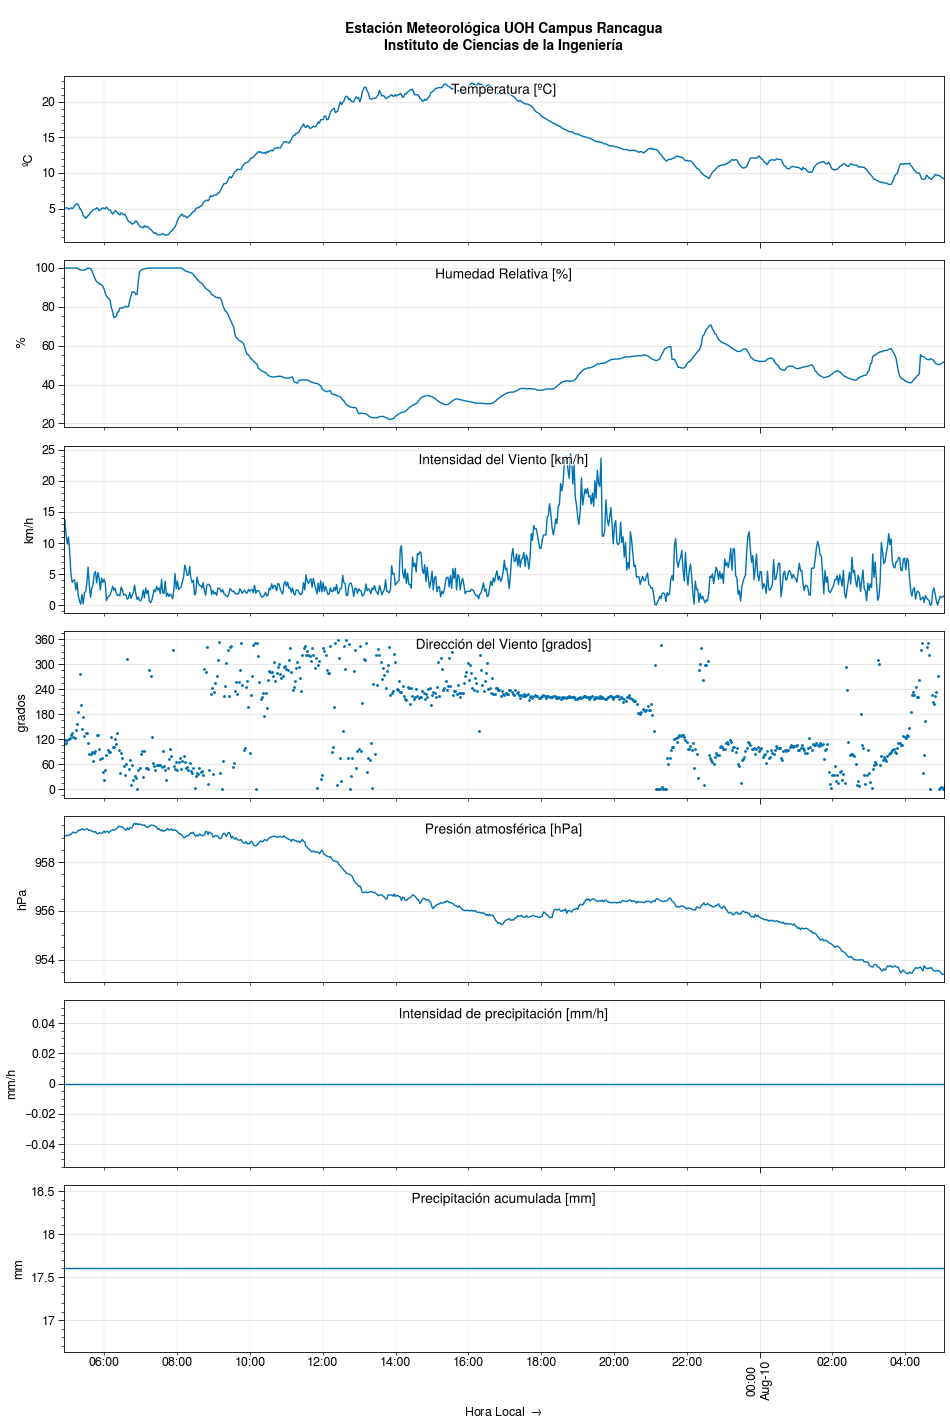 Estación Meteorológica UOH Campus Rancagua
Instituto de Ciencias de la Ingeniería
Temperatura [ºC]
20
15
10
5
ºC
Humedad Relativa [%]
100
80
60
40
20
%
Intensidad del Viento [km/h]
25
20
15
10
5
0
km/h
Dirección del Viento [grados]
360
300
240
180
120
60
0
grados
Presión atmosférica [hPa]
958
956
954
hPa
Intensidad de precipitación [mm/h]
0.04
0.02
0
−0.02
−0.04
mm/h
Precipitación acumulada [mm]
18.5
18
17.5
17
mm
06:00 08:00 10:00 12:00 14:00 16:00 18:00 20:00 22:00 00:00 02:00 04:00
Aug-10
Hora Local →